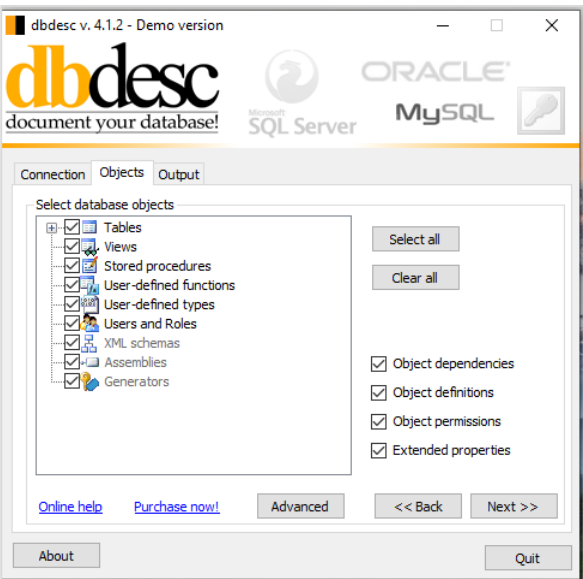 dbdesc v. 4.1.2 - Demo version
dbdesc
document your database!
Microsoft
SQL Server
ORACLE
MySQL
Connection Objects Output
Select database objects
Tables
Views
Stored procedures
User-defined functions
User-defined types
Users and Roles
XML schemas
Assemblies
Generators
Select all
Clear all
Object dependencies
Object definitions
Object permissions
Extended properties
Online help Purchase now! Advanced << Back Next >>
About Quit